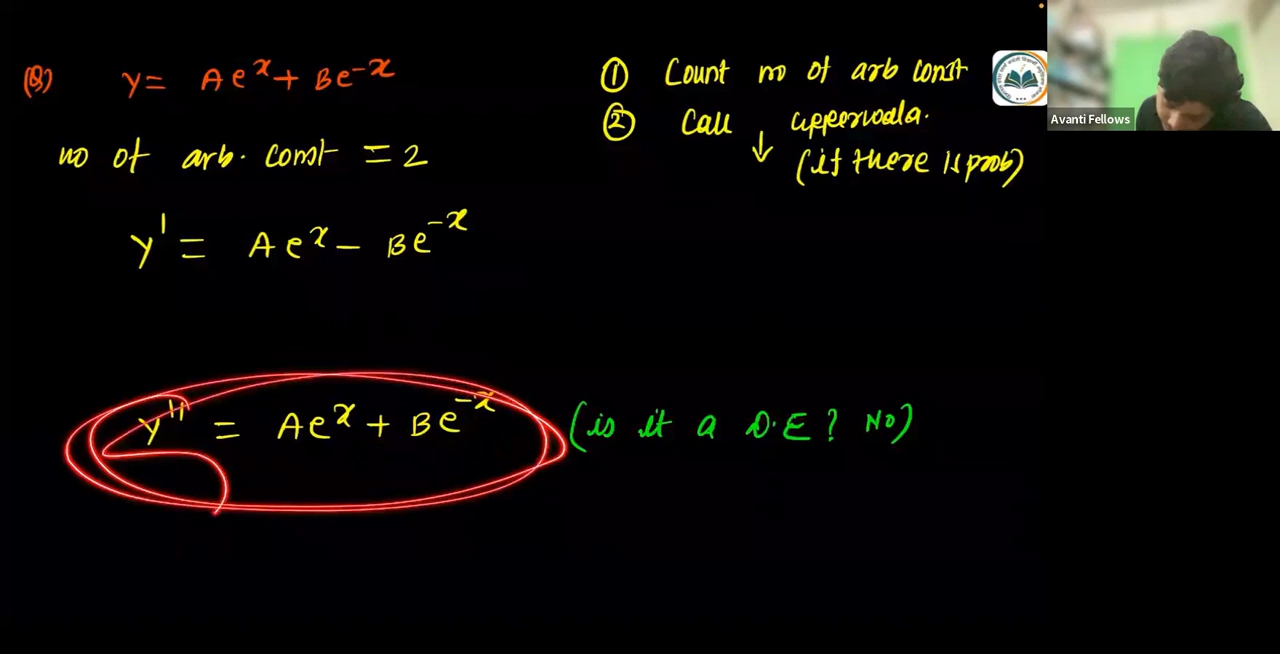 (Q) y = Ae^x + Be^-x
no of arb. const = 2
y' = Ae^x - Be^-x
y'' = Ae^x + Be^-x (is it a D.E? No)
① Count no of arb const
② Call upperwala.
↓ (if there is prob)
Avanti Fellows